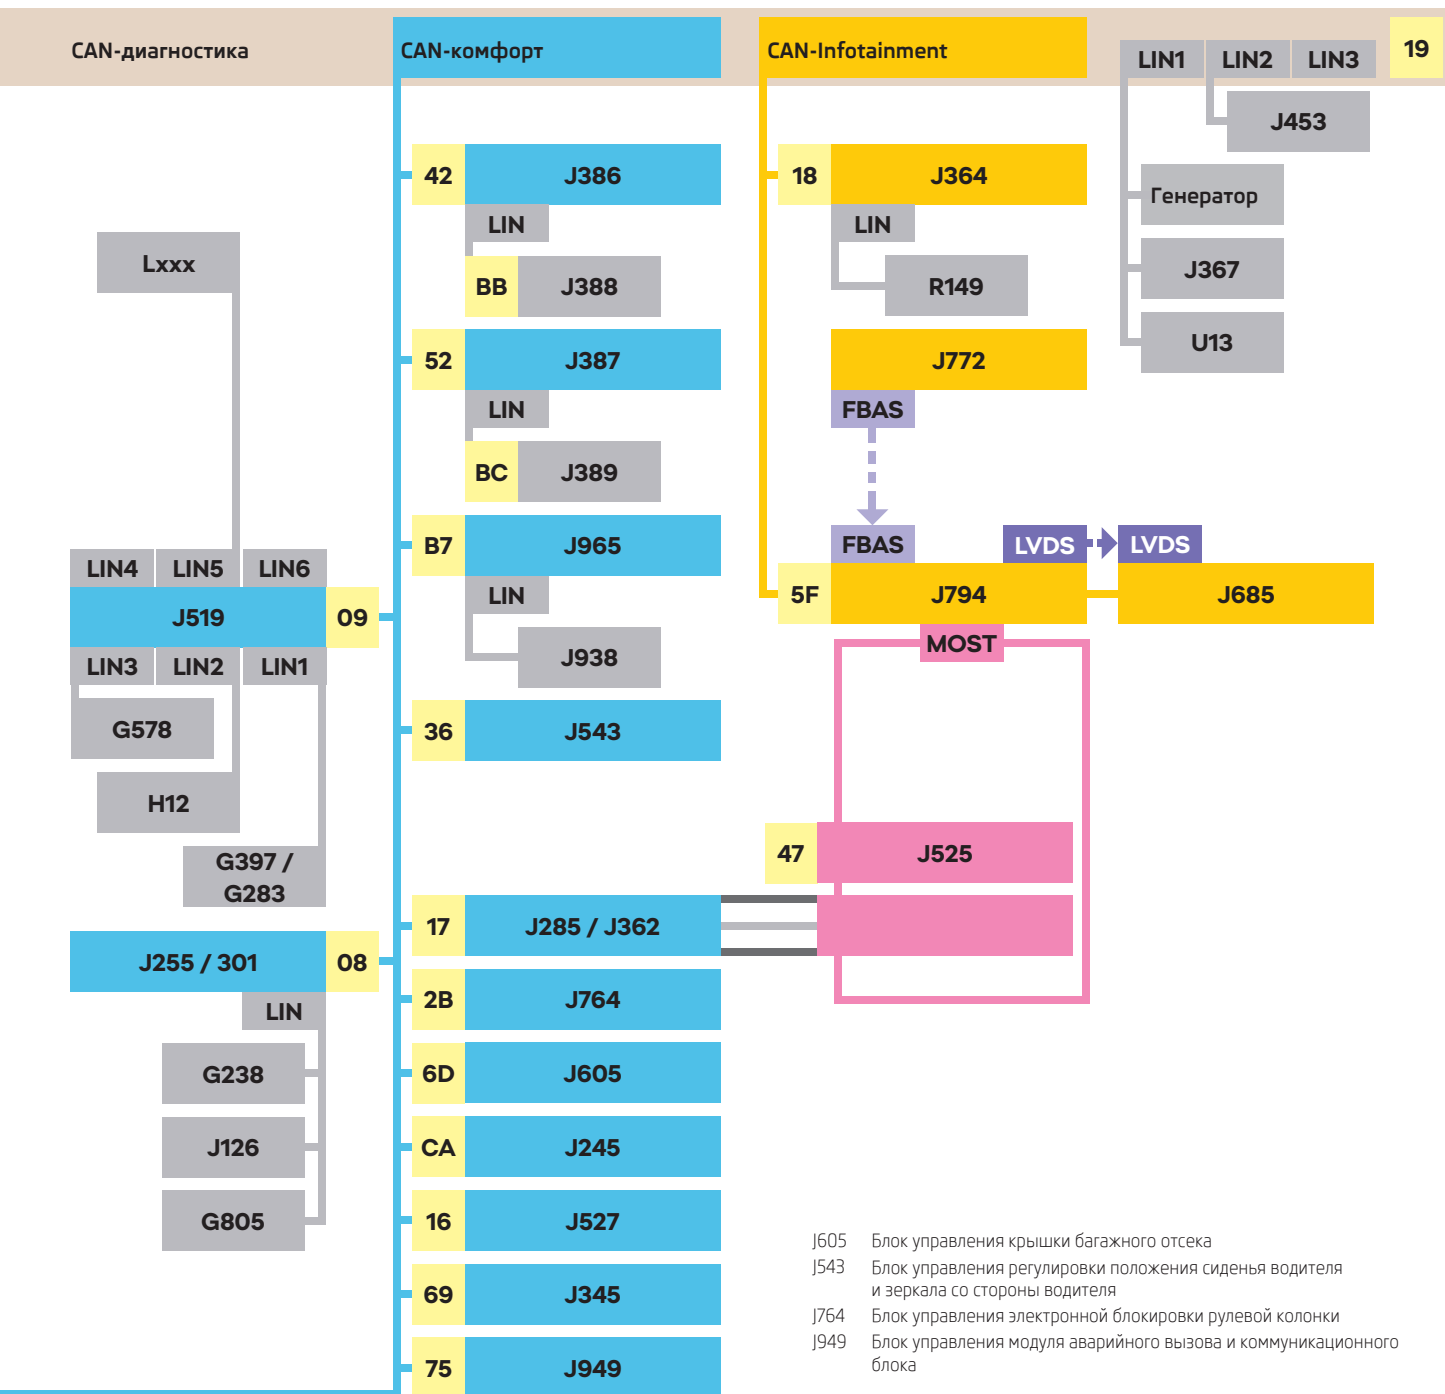 CAN-диагностика
CAN-комфорт
CAN-Infotainment
LIN1
LIN2
LIN3
19
J453
42
J386
18
J364
Генератор
LIN
LIN
Lxxx
BB
J388
R149
J367
52
J387
J772
U13
LIN
FBAS
BC
J389
B7
J965
FBAS
LVDS
LVDS
LIN4
LIN5
LIN6
LIN
5F
J794
J685
J519
09
LIN3
LIN2
LIN1
J938
MOST
G578
36
J543
H12
G397 /
G283
47
J525
17
J285 / J362
J255 / 301
08
LIN
2B
J764
G238
6D
J605
J126
CA
J245
G805
16
J527
69
J345
75
J949
J605 Блок управления крышки багажного отсека
J543 Блок управления регулировки положения сиденья водителя
и зеркала со стороны водителя
J764 Блок управления электронной блокировки рулевой колонки
J949 Блок управления модуля аварийного вызова и коммуникационного
блока